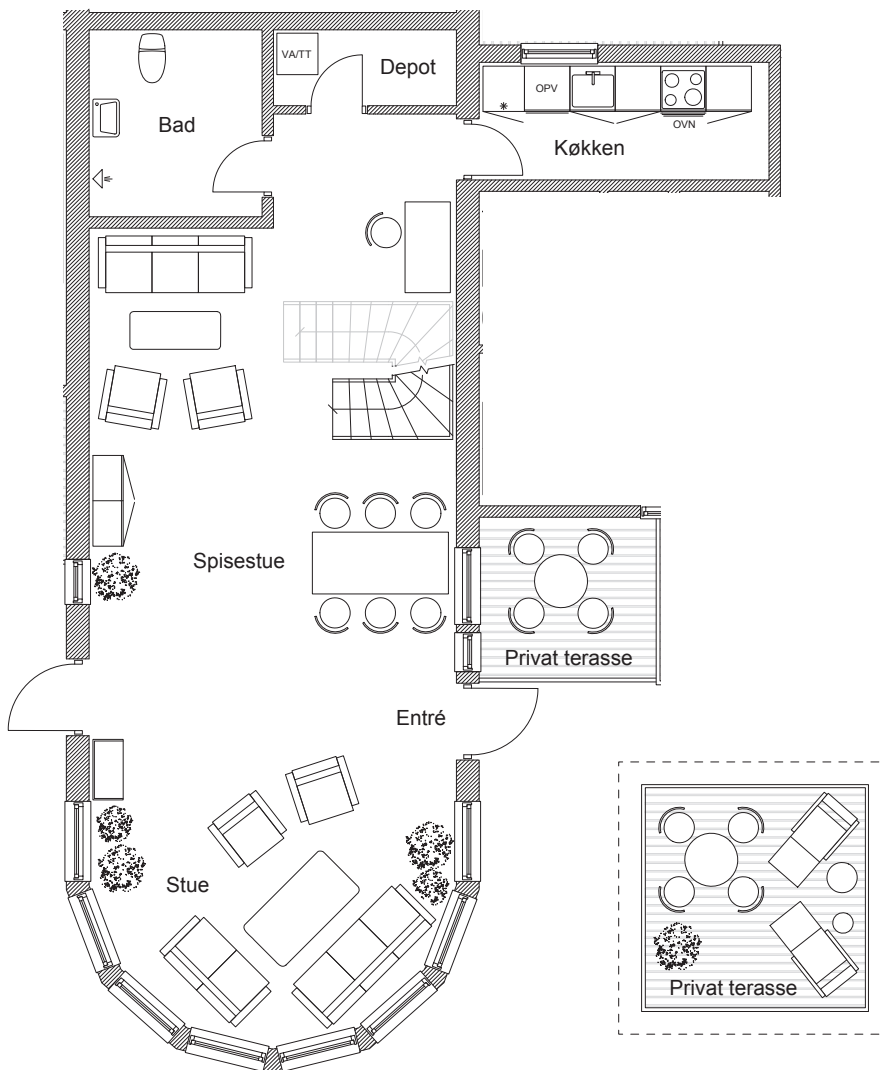 VA/TT
Depot
Bad
OPV
OVN
Køkken
Spisestue
Privat terasse
Entré
Stue
Privat terasse